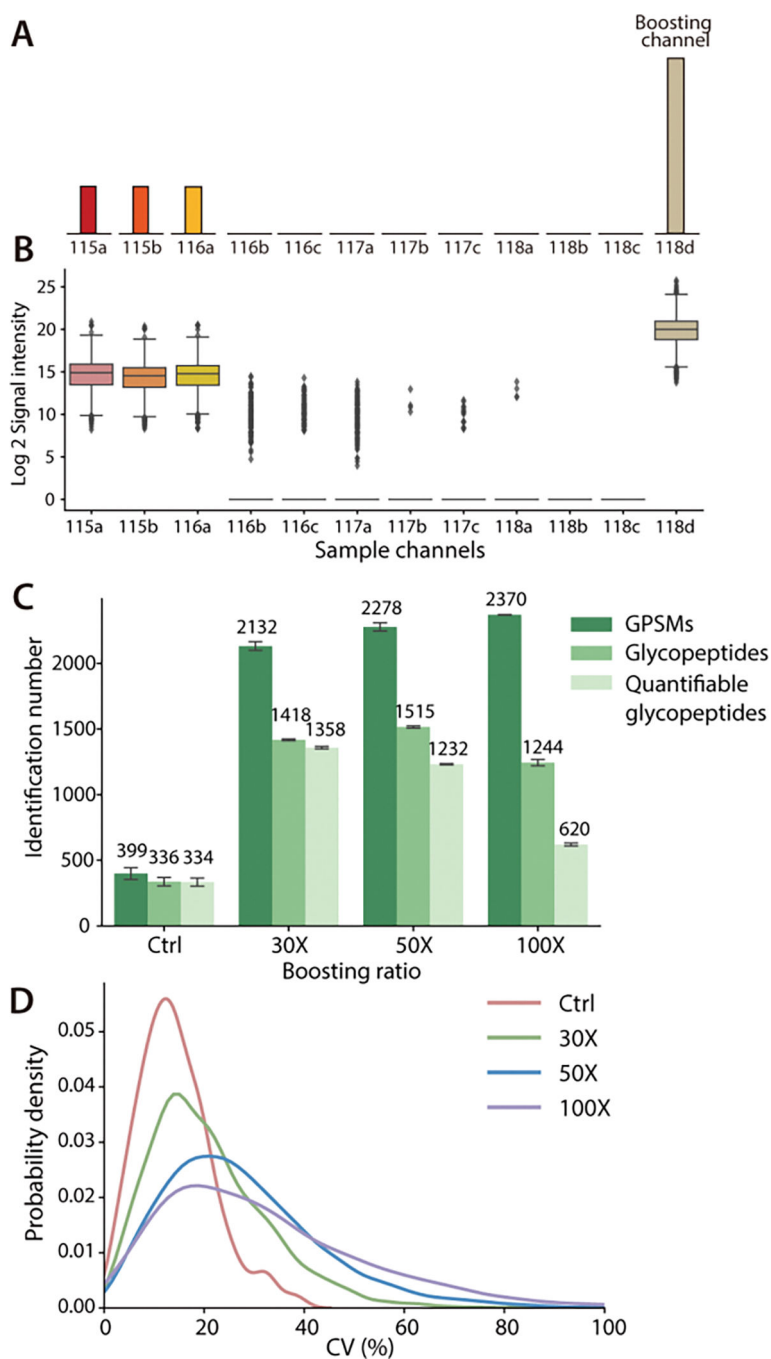 A
Boosting
channel
115a 115b 116a 116b 116c 117a 117b 117c 118a 118b 118c 118d
B
Log 2 Signal intensity
25
20
15
10
5
0
115a 115b 116a 116b 116c 117a 117b 117c 118a 118b 118c 118d
Sample channels
C
Identification number
2000
1500
1000
500
0
399 336 334
2132
1418 1358
2278
1515
1232
2370
1244
620
GPSMs
Glycopeptides
Quantifiable
glycopeptides
Ctrl 30X 50X 100X
Boosting ratio
D
Probability density
0.05
0.04
0.03
0.02
0.01
0.00
Ctrl
30X
50X
100X
0 20 40 60 80 100
CV (%)